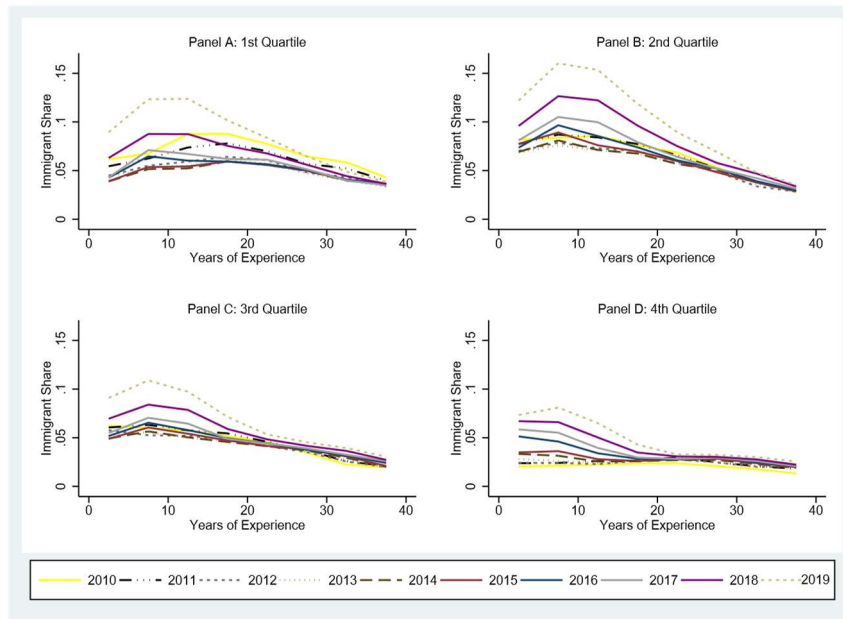 Panel A: 1st Quartile
Immigrant Share
0 .05 .1 .15
0 10 20 30 40
Years of Experience
Panel B: 2nd Quartile
Immigrant Share
0 .05 .1 .15
0 10 20 30 40
Years of Experience
Panel C: 3rd Quartile
Immigrant Share
0 .05 .1 .15
0 10 20 30 40
Years of Experience
Panel D: 4th Quartile
Immigrant Share
0 .05 .1 .15
0 10 20 30 40
Years of Experience
2010 2011 2012 2013 2014 2015 2016 2017 2018 2019